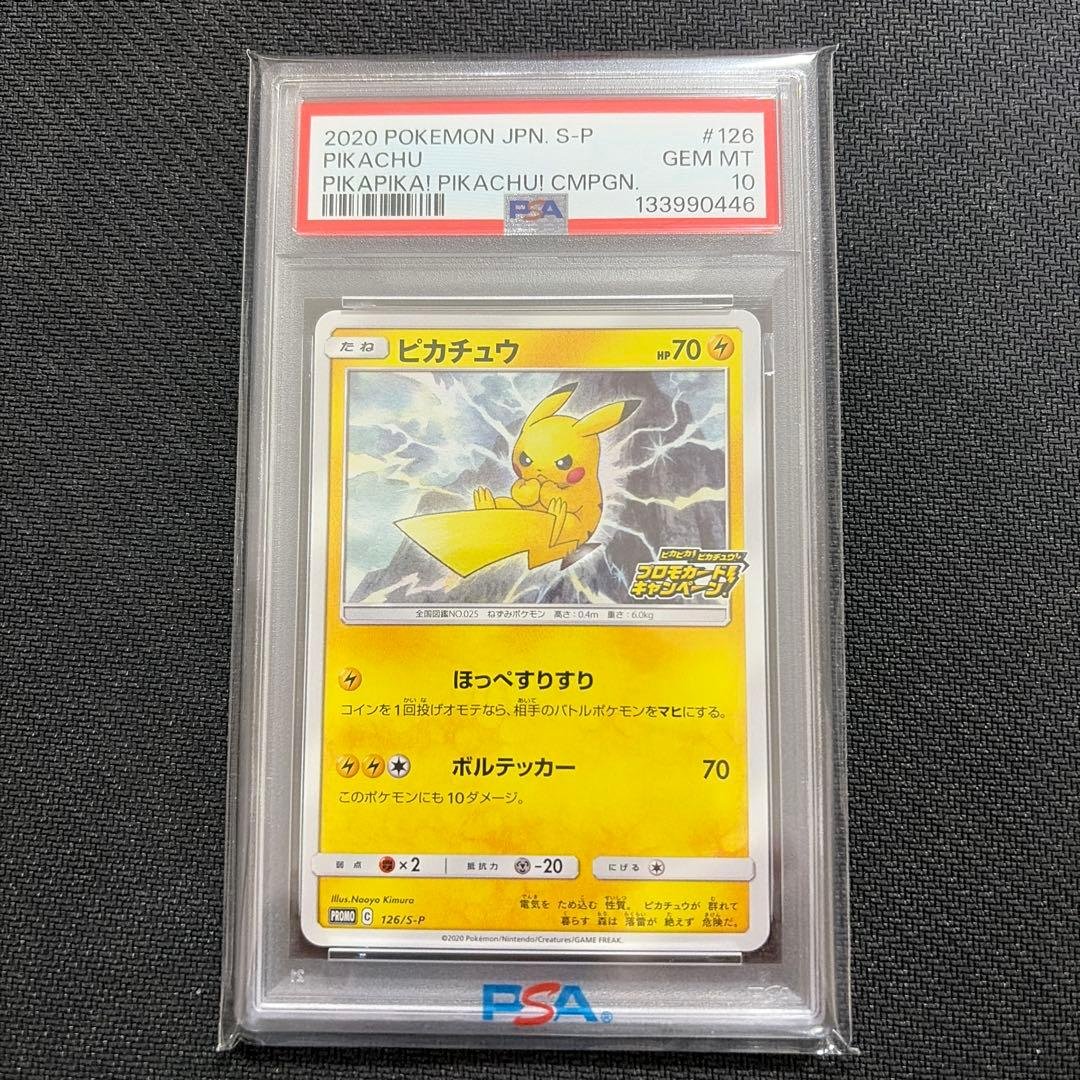 2020 POKEMON JPN. S-P #126
PIKACHU GEM MT
PIKAPIKA! PIKACHU! CMPGN. 10
PSA 133990446
たね ピカチュウ HP70
ピカピカ! ピカチュウ!
プロモカード
キャンペーン!
全国図鑑NO.025 ねずみポケモン 高さ:0.4m 重さ:6.0kg
ほっぺすりすり
コインを1回投げオモテなら、相手のバトルポケモンをマヒにする。
ボルテッカー 70
このポケモンにも10ダメージ。
弱点 ×2 抵抗力 -20 にげる
Illus.Naoyo Kimura
電気を ため込む 性質。 ピカチュウが 群れて
暮らす 森は 落雷が 絶えず 危険だ。
PROMO C 126/S-P
©2020 Pokémon/Nintendo/Creatures/GAME FREAK.
PSA®